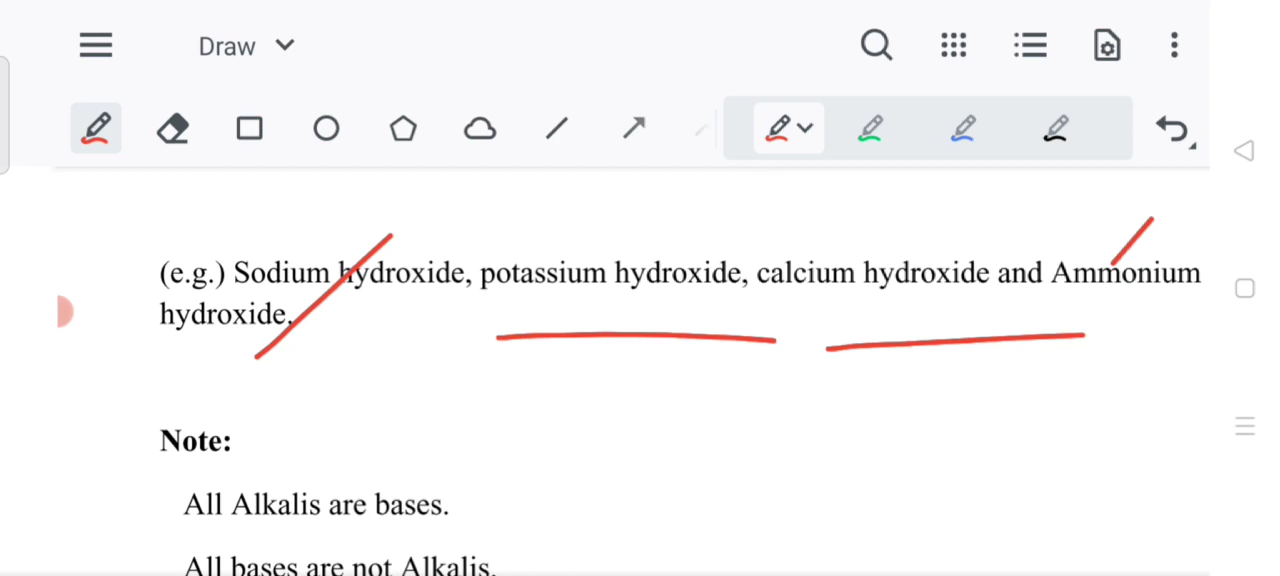 Draw
(e.g.) Sodium hydroxide, potassium hydroxide, calcium hydroxide and Ammonium
hydroxide.
Note:
All Alkalis are bases.
All bases are not Alkalis.